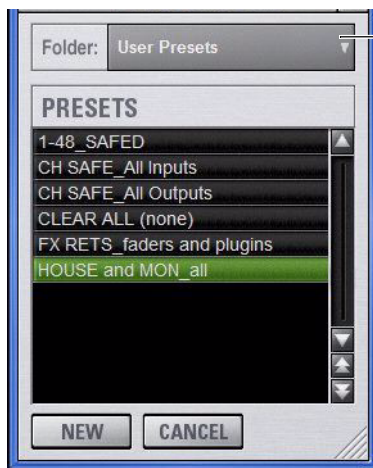 Folder: User Presets
PRESETS
1-48_SAFED
CH SAFE_All Inputs
CH SAFE_All Outputs
CLEAR ALL (none)
FX RETS_faders and plugins
HOUSE and MON_all
NEW CANCEL